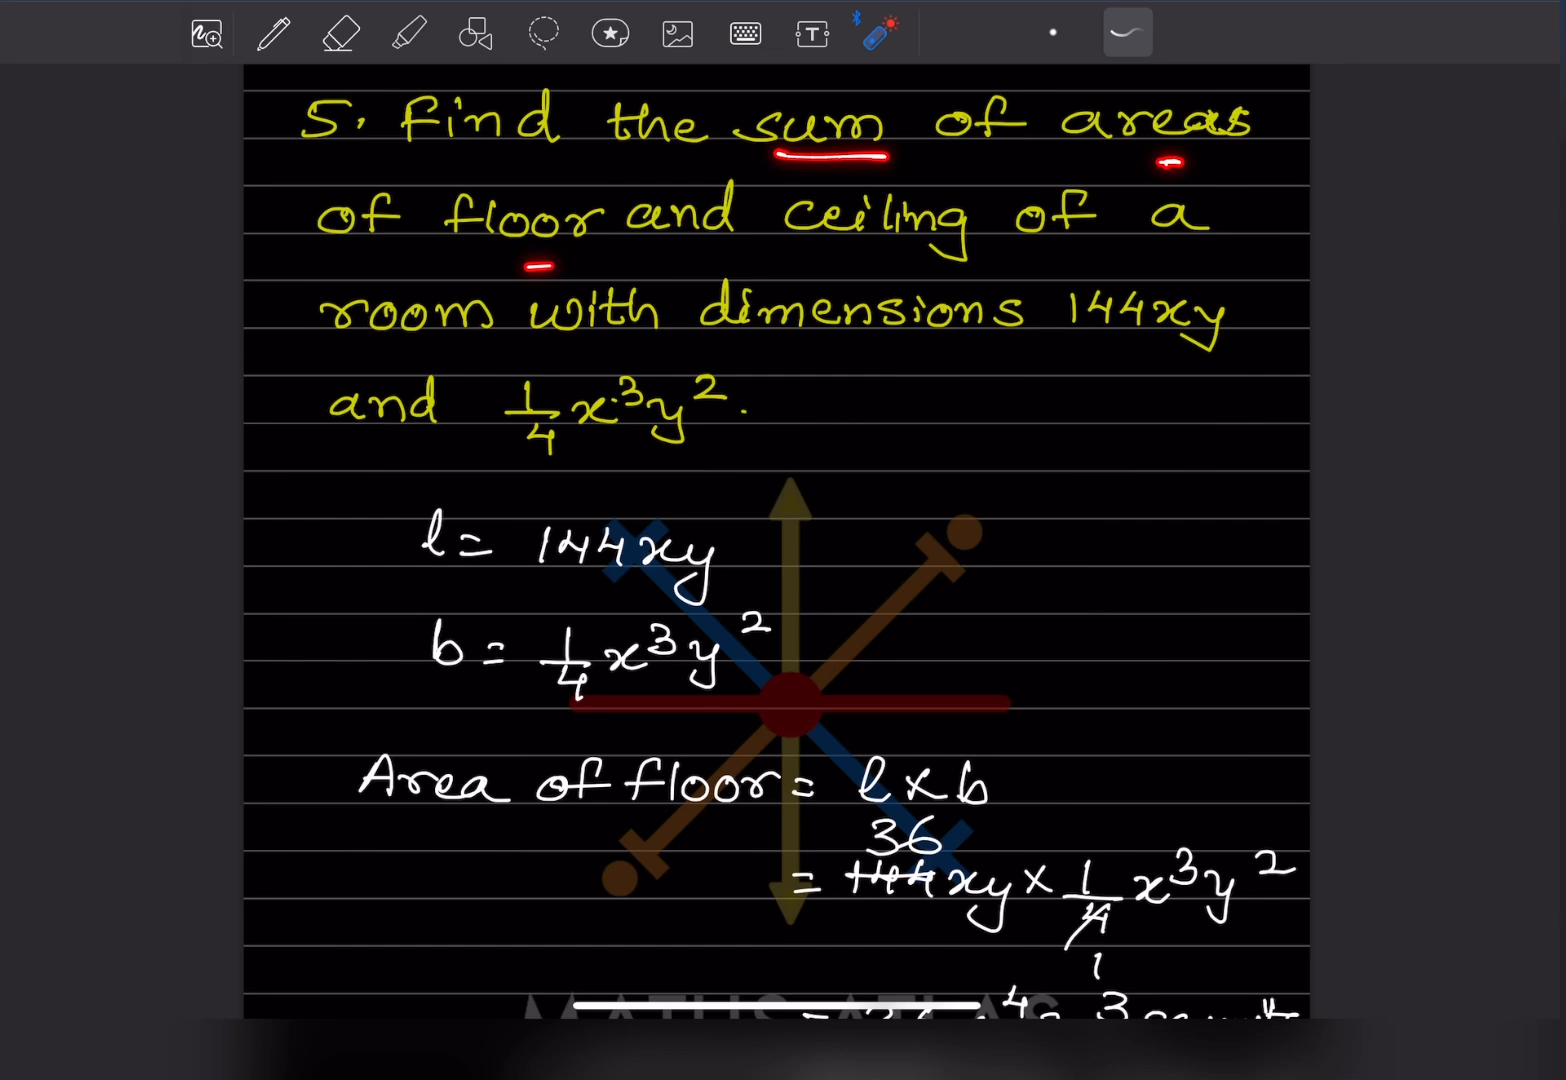 5. Find the sum of areas
of floor and ceiling of a
room with dimensions 144xy
and 1/4 x³y².
l = 144xy
b = 1/4 x³y²
Area of floor = l × b
36
= 144xy × 1/4 x³y²
1